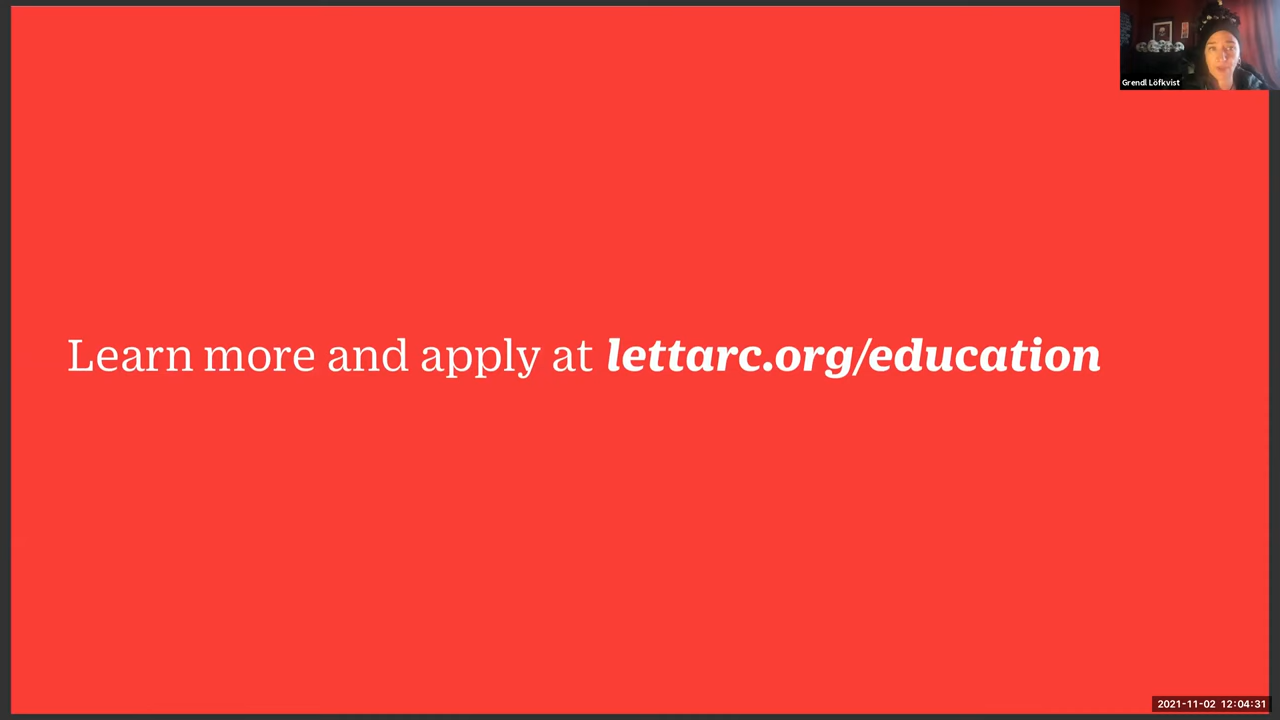 Grendl Löfkvist
Learn more and apply at lettarc.org/education
2021-11-02 12:04:31